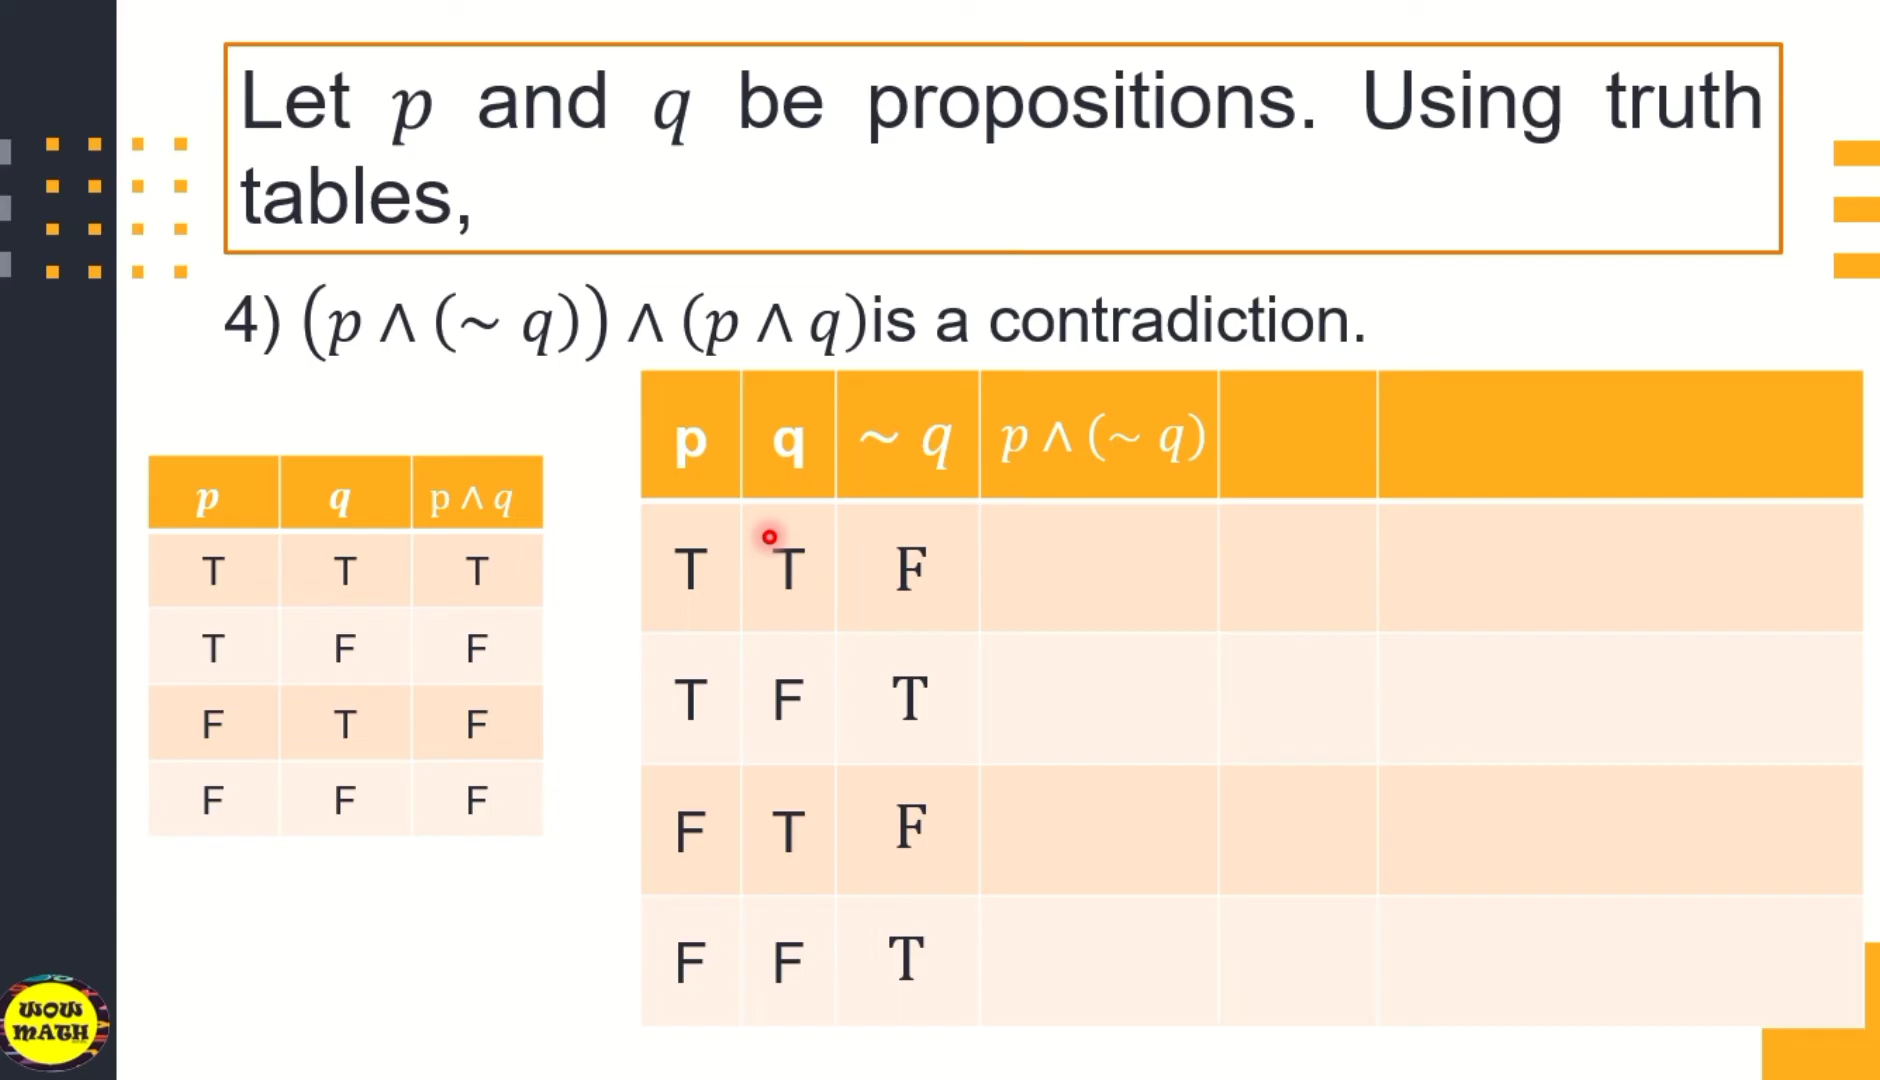 Let p and q be propositions. Using truth
tables,
4) (p ∧ (~ q)) ∧ (p ∧ q)is a contradiction.
p q p ∧ q
T T T
T F F
F T F
F F F
p q ~ q p ∧ (~ q)
T T F
T F T
F T F
F F T
WOW
MATH